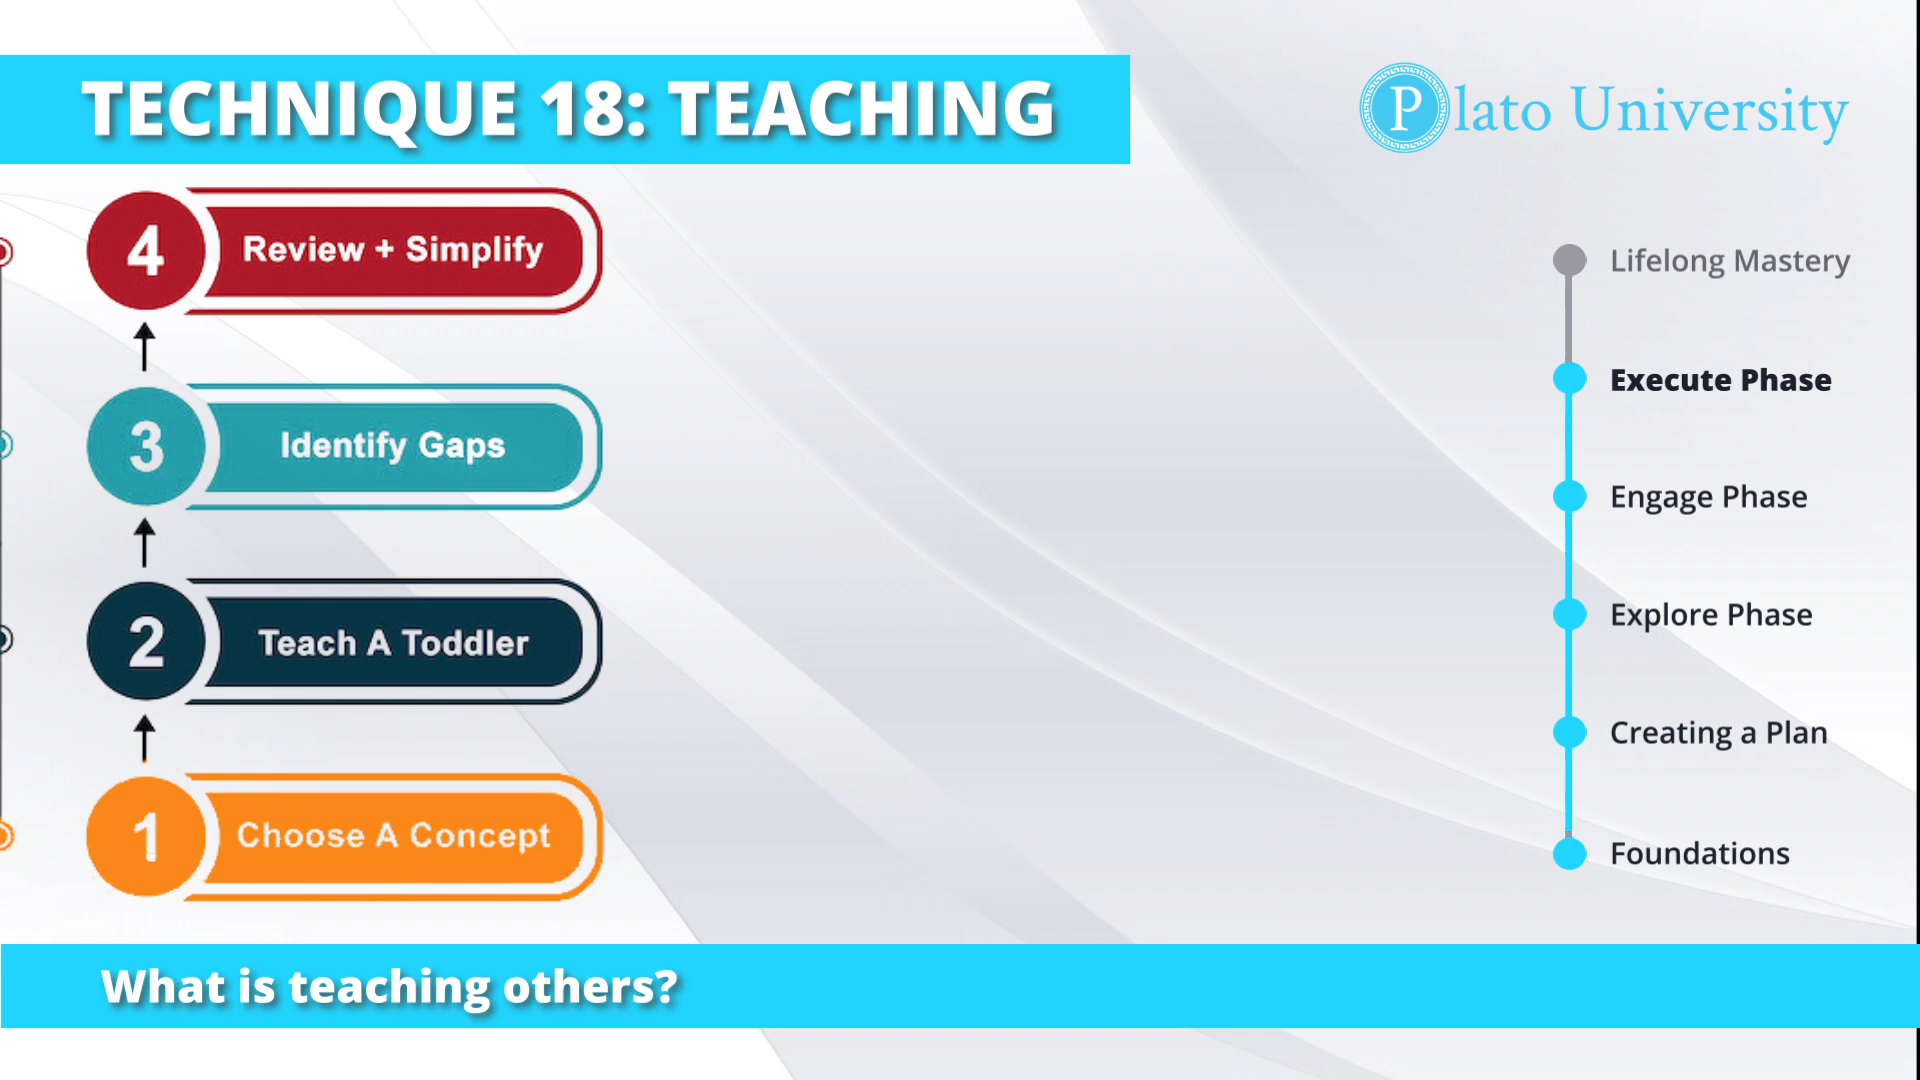 TECHNIQUE 18: TEACHING
Plato University
4 Review + Simplify
3 Identify Gaps
2 Teach A Toddler
1 Choose A Concept
Lifelong Mastery
Execute Phase
Engage Phase
Explore Phase
Creating a Plan
Foundations
What is teaching others?